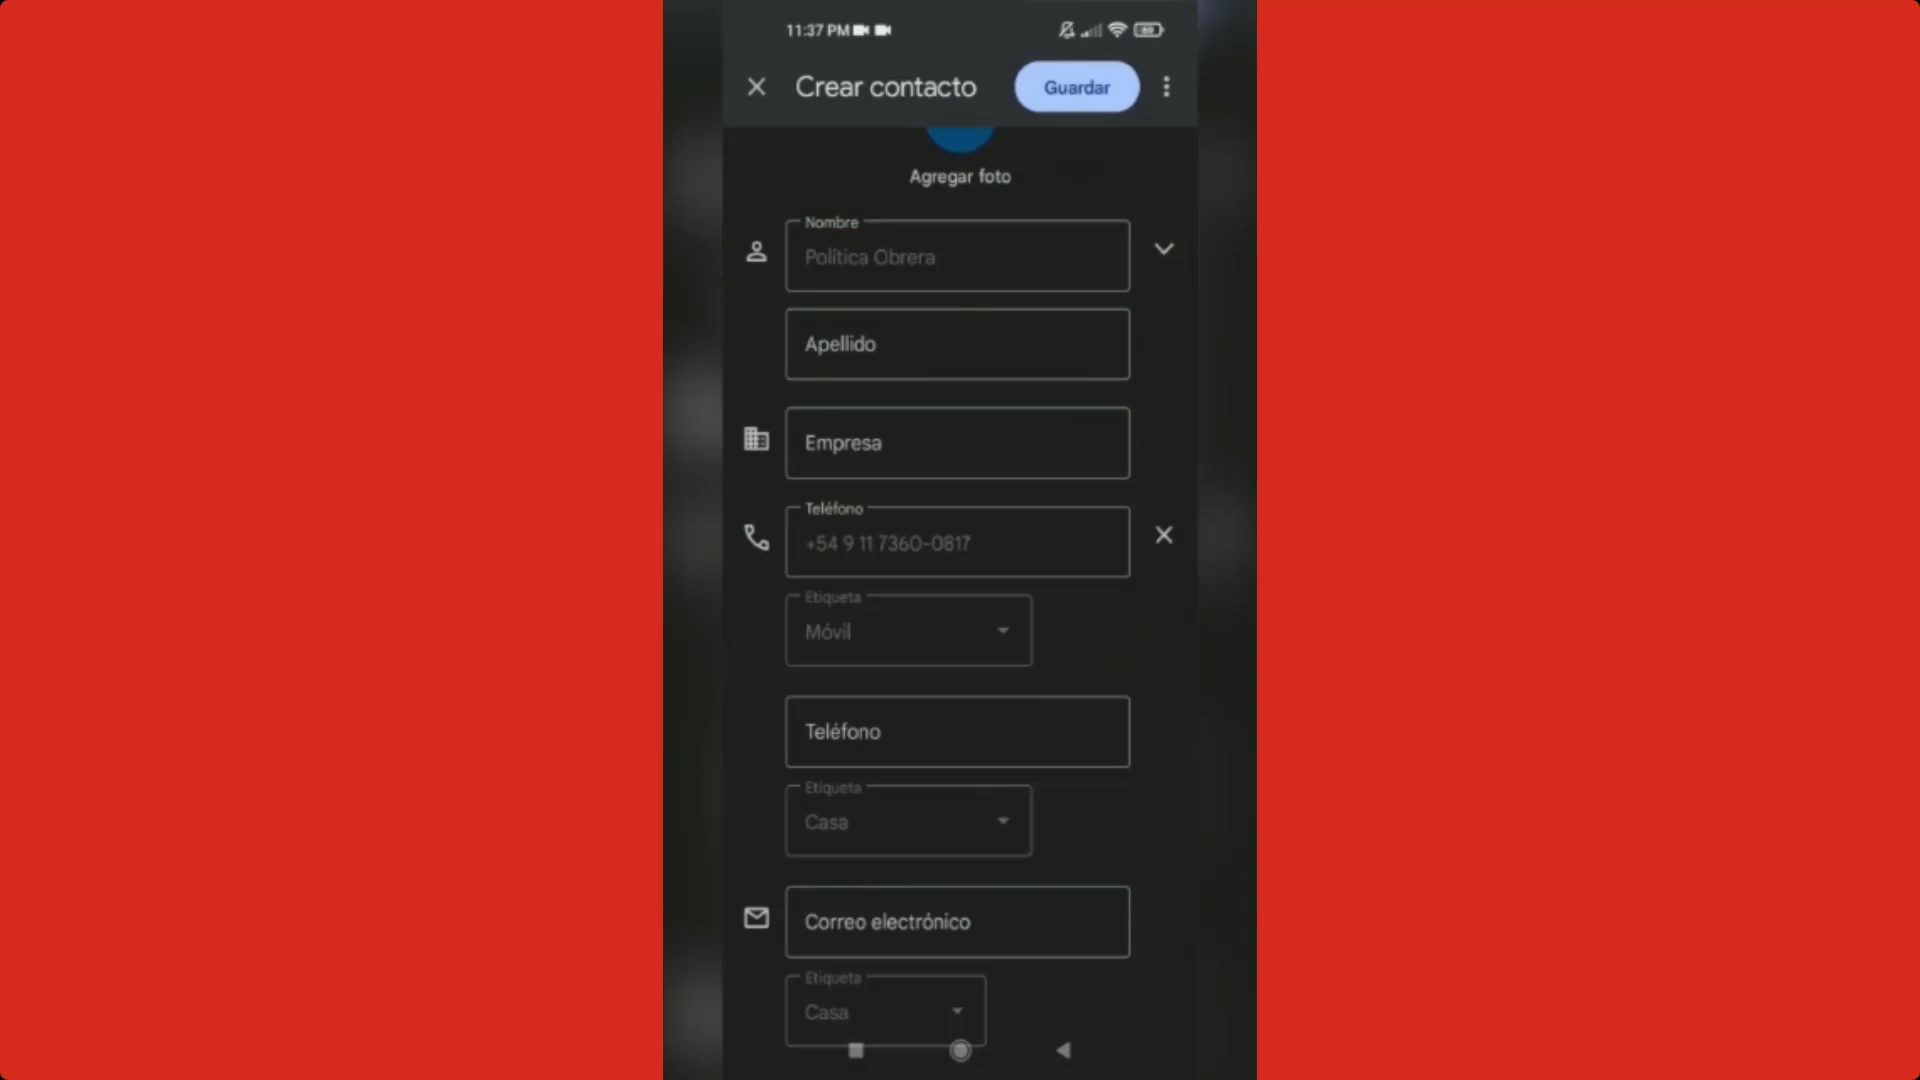 11:37 PM
Crear contacto
Guardar
Agregar foto
Nombre
Política Obrera
Apellido
Empresa
Teléfono
+54 9 11 7360-0817
Etiqueta
Móvil
Teléfono
Etiqueta
Casa
Correo electrónico
Etiqueta
Casa